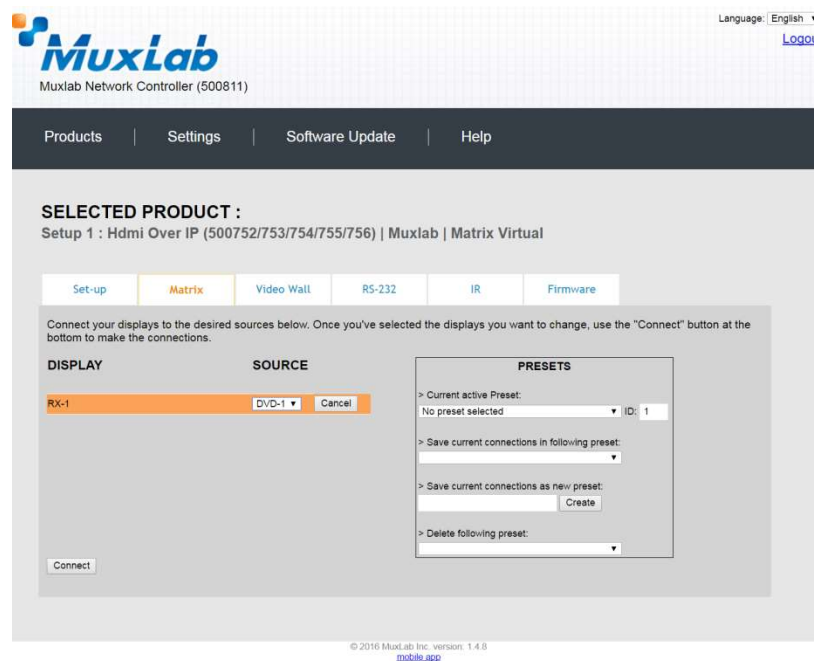 Language: English
Logou
MuxLab
Muxlab Network Controller (500811)
Products | Settings | Software Update | Help
SELECTED PRODUCT :
Setup 1 : Hdmi Over IP (500752/753/754/755/756) | Muxlab | Matrix Virtual
Set-up Matrix Video Wall RS-232 IR Firmware
Connect your displays to the desired sources below. Once you've selected the displays you want to change, use the "Connect" button at the
bottom to make the connections.
DISPLAY SOURCE PRESETS
> Current active Preset:
RX-1 DVD-1 Cancel
No preset selected ID: 1
> Save current connections in following preset:
> Save current connections as new preset:
Create
> Delete following preset:
Connect
© 2016 MuxLab Inc. version: 1.4.8
mobile app